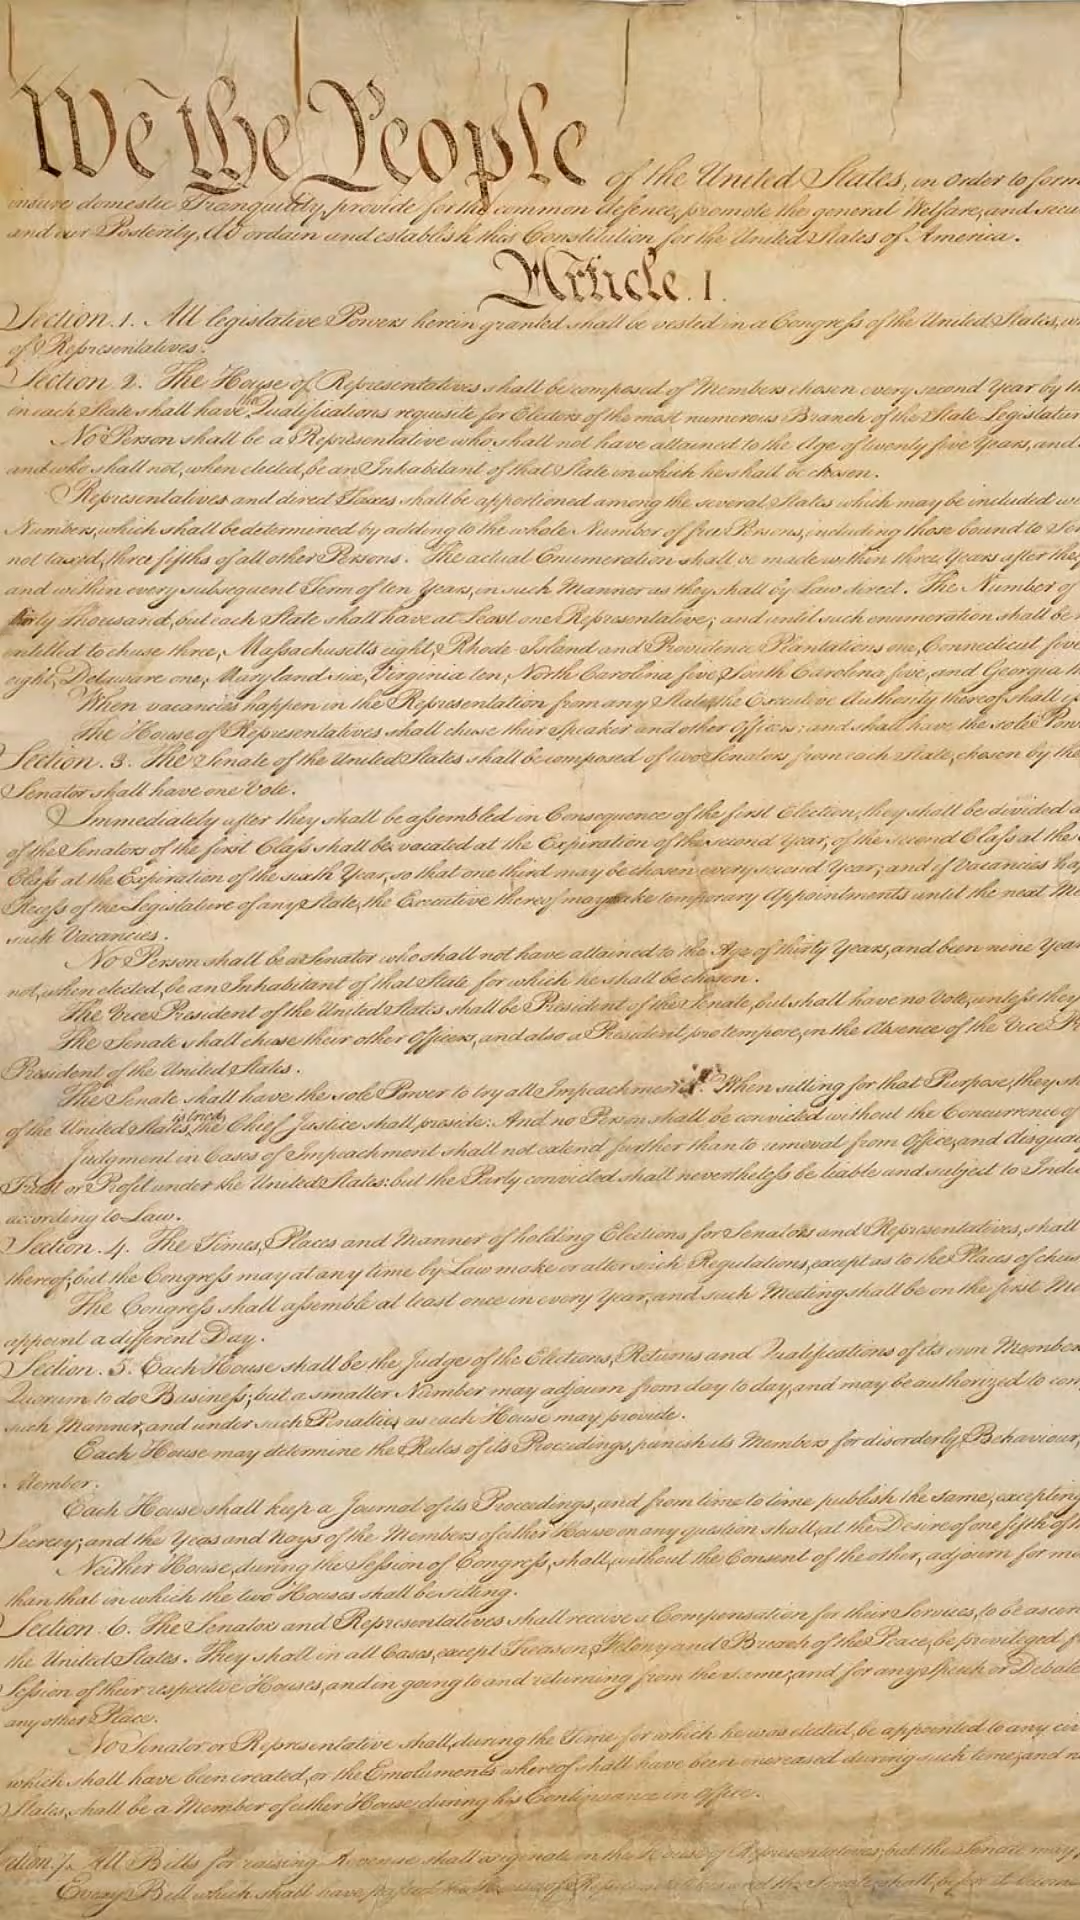 We the People of the United States, in Order to form
insure domestic Tranquility, provide for the common defence, promote the general Welfare, and secu
and our Posterity, do ordain and establish this Constitution for the United States of America.
Article. I.
Section. 1. All legislative Powers herein granted shall be vested in a Congress of the United States, w
of Representatives.
Section. 2. The House of Representatives shall be composed of Members chosen every second Year by th
in each State shall have the Qualifications requisite for Electors of the most numerous Branch of the State Legislatur
No Person shall be a Representative who shall not have attained to the Age of twenty five Years, and
and who shall not, when elected, be an Inhabitant of that State in which he shall be chosen.
Representatives and direct Taxes shall be apportioned among the several States which may be included wi
Numbers, which shall be determined by adding to the whole Number of free Persons, including those bound to Ser
not taxed, three fifths of all other Persons. The actual Enumeration shall be made within three Years after the
and within every subsequent Term of ten Years, in such Manner as they shall by Law direct. The Number of
thirty Thousand, but each State shall have at Least one Representative; and until such enumeration shall be
entitled to chuse three, Massachusetts eight, Rhode-Island and Providence Plantations one, Connecticut five
eight, Delaware one, Maryland six, Virginia ten, North Carolina five, South Carolina five, and Georgia th
When vacancies happen in the Representation from any State, the Executive Authority thereof shall is
The House of Representatives shall chuse their Speaker and other Officers; and shall have the sole Pow
Section. 3. The Senate of the United States shall be composed of two Senators from each State, chosen by the
Senator shall have one Vote.
Immediately after they shall be assembled in Consequence of the first Election, they shall be divided a
of the Senators of the first Class shall be vacated at the Expiration of the second Year, of the second Class at the
Class at the Expiration of the sixth Year, so that one third may be chosen every second Year; and if Vacancies hap
Recess of the Legislature of any State, the Executive thereof may make temporary Appointments until the next Me
such Vacancies.
No Person shall be a Senator who shall not have attained to the Age of thirty Years, and been nine Year
not, when elected, be an Inhabitant of that State for which he shall be chosen.
The Vice President of the United States shall be President of the Senate, but shall have no Vote, unless they
The Senate shall chuse their other Officers, and also a President pro tempore, in the Absence of the Vice Pr
President of the United States.
The Senate shall have the sole Power to try all Impeachments. When sitting for that Purpose, they sh
of the United States is tried, the Chief Justice shall preside: And no Person shall be convicted without the Concurrence of
Judgment in Cases of Impeachment shall not extend further than to removal from Office, and disqual
Trust or Profit under the United States: but the Party convicted shall nevertheless be liable and subject to Indic
according to Law.
Section. 4. The Times, Places and Manner of holding Elections for Senators and Representatives, shall
thereof; but the Congress may at any time by Law make or alter such Regulations, except as to the Places of chus
The Congress shall assemble at least once in every Year, and such Meeting shall be on the first Mo
appoint a different Day.
Section. 5. Each House shall be the Judge of the Elections, Returns and Qualifications of its own Members
Quorum to do Business; but a smaller Number may adjourn from day to day, and may be authorized to com
such Manner, and under such Penalties as each House may provide.
Each House may determine the Rules of its Proceedings, punish its Members for disorderly Behaviour,
Member.
Each House shall keep a Journal of its Proceedings, and from time to time publish the same, excepting
Secrecy; and the Yeas and Nays of the Members of either House on any question shall, at the Desire of one fifth of th
Neither House, during the Session of Congress, shall, without the Consent of the other, adjourn for mo
than that in which the two Houses shall be sitting.
Section. 6. The Senators and Representatives shall receive a Compensation for their Services, to be ascer
the United States. They shall in all Cases, except Treason, Felony and Breach of the Peace, be privileged f
Session of their respective Houses, and in going to and returning from the same; and for any Speech or Debate
any other Place.
No Senator or Representative shall, during the Time for which he was elected, be appointed to any civi
which shall have been created, or the Emoluments whereof shall have been encreased during such time; and n
States, shall be a Member of either House during his Continuance in Office.
ction. 7. All Bills for raising Revenue shall originate in the House of Representatives; but the Senate may
Every Bill which shall have passed the House of Representatives and the Senate, shall, before it becom